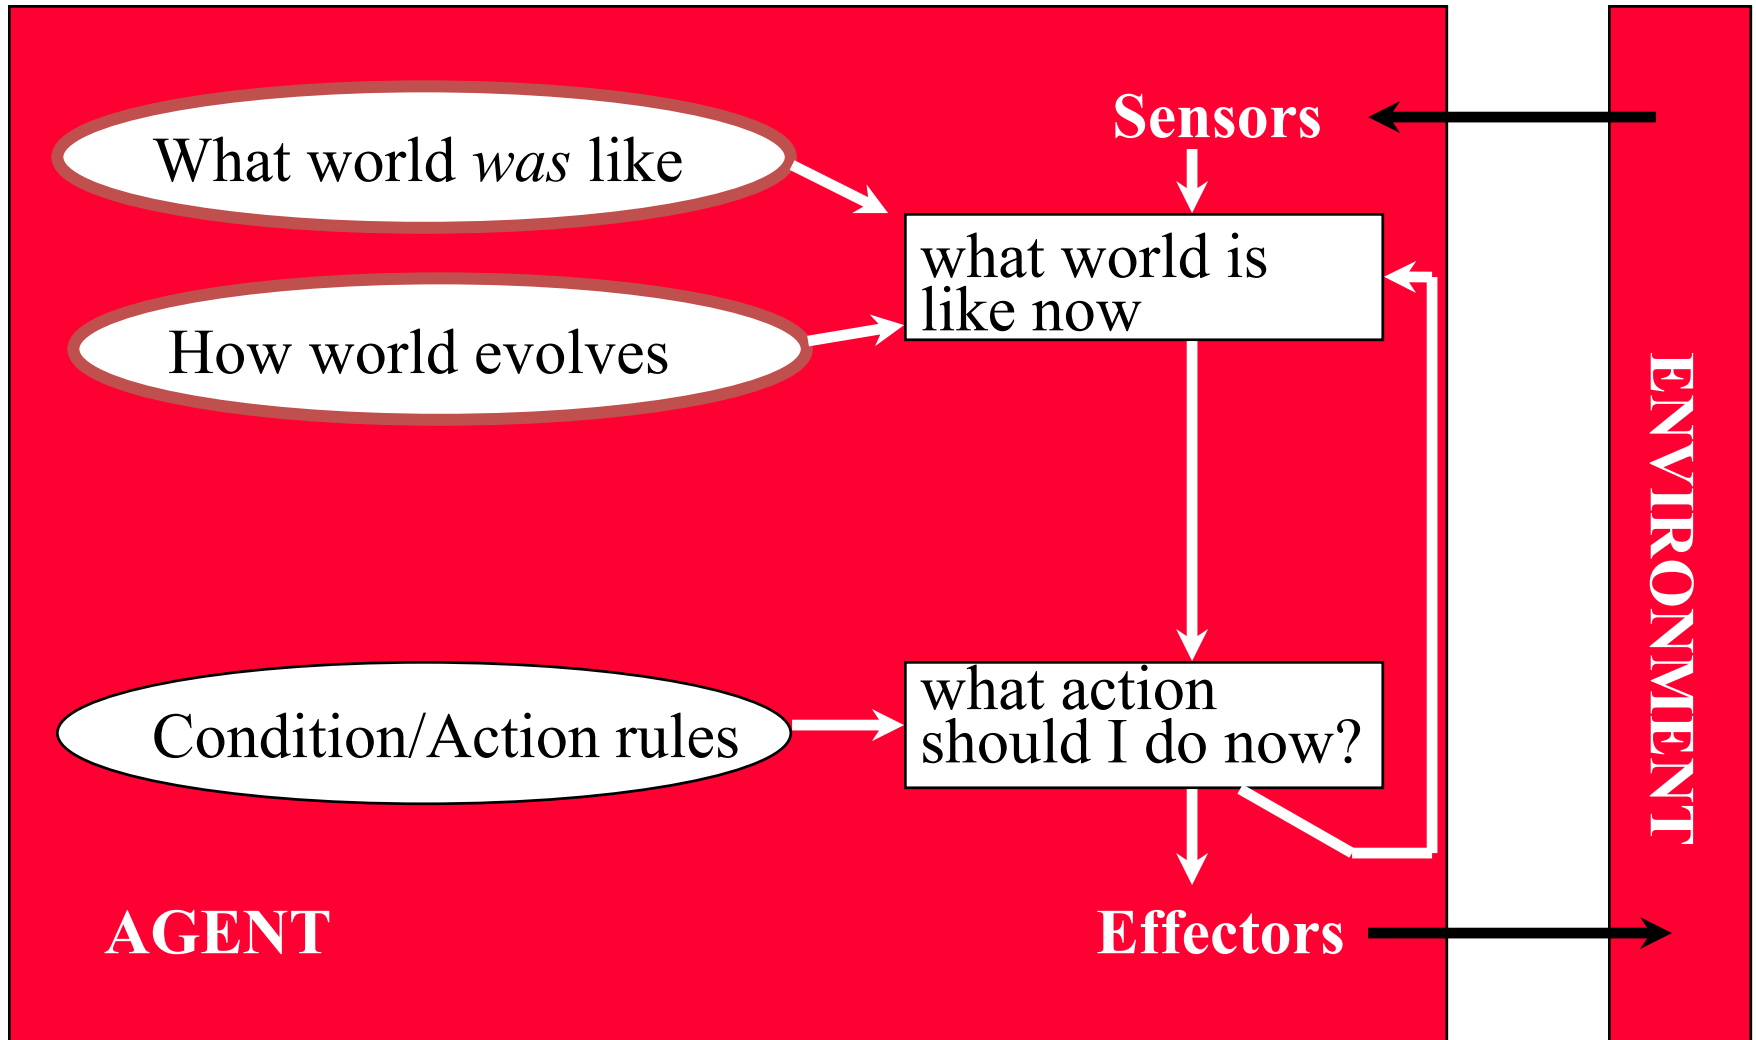 What world was like
Sensors
what world is
like now
How world evolves
ENVIRONMENT
Condition/Action rules
what action
should I do now?
AGENT
Effectors